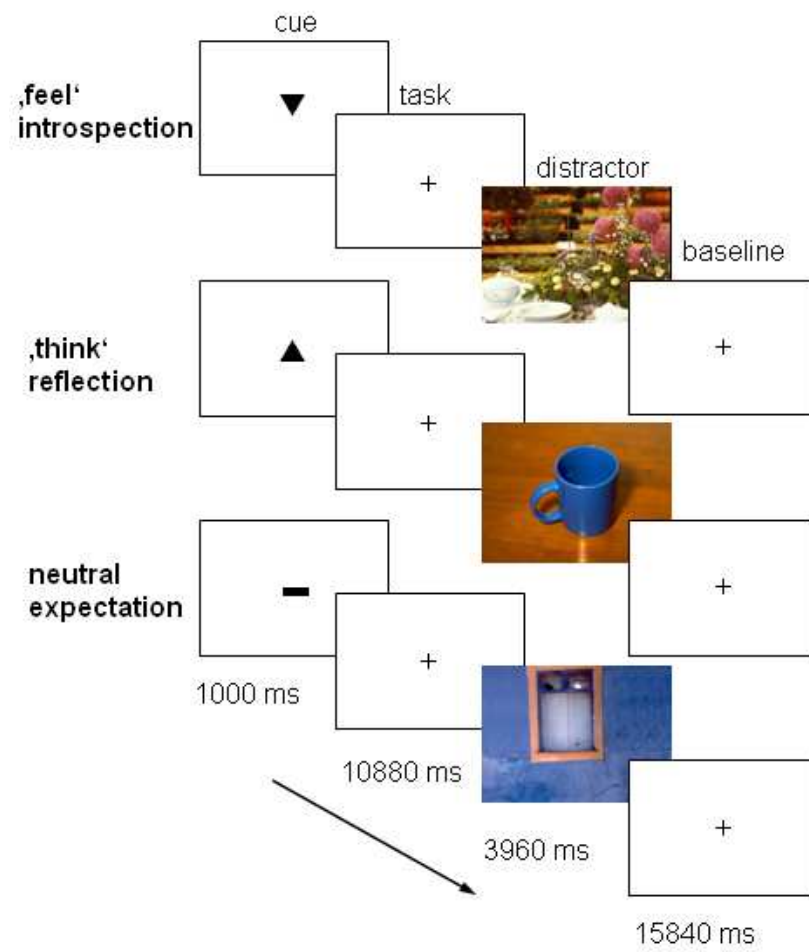 cue
‚feel‘
introspection
task
distractor
baseline
‚think‘
reflection
neutral
expectation
1000 ms
10880 ms
3960 ms
15840 ms